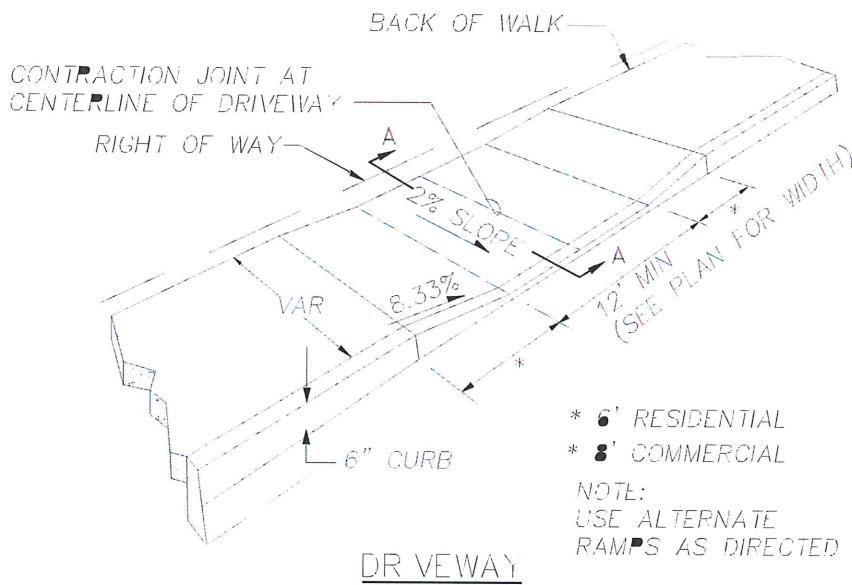 BACK OF WALK
CONTRACTION JOINT AT
CENTERLINE OF DRIVEWAY
RIGHT OF WAY
A
2% SLOPE
A
*
12' MIN
(SEE PLAN FOR WIDTH)
VAR
8.33%
*
6" CURB
* 6' RESIDENTIAL
* 8' COMMERCIAL
NOTE:
USE ALTERNATE
RAMPS AS DIRECTED
DR VEWAY